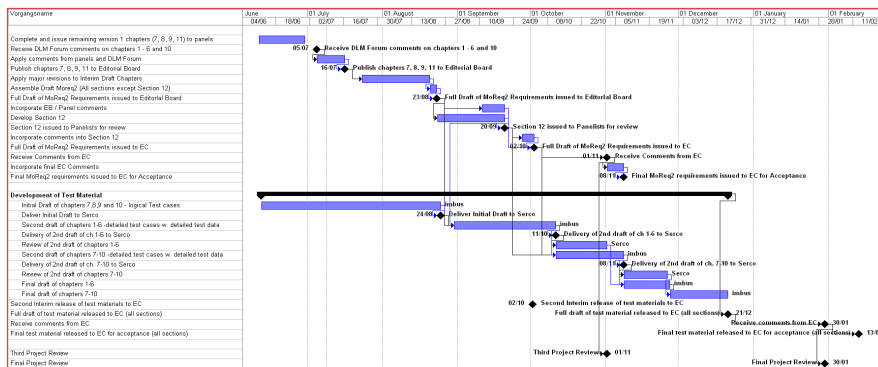 Vorgangsname June 01 July 01 August 01 September 01 October 01 November 01 December 01 January 01 February
04/06 18/06 02/07 16/07 30/07 13/08 27/08 10/09 24/09 08/10 22/10 05/11 19/11 03/12 17/12 31/12 14/01 28/01 11/02
Complete and issue remaining version 1 chapters (7, 8, 9, 11) to panels
Receive DLM Forum comments on chapters 1 - 6 and 10 05/07 Receive DLM Forum comments on chapters 1 - 6 and 10
Apply comments from panels and DLM Forum
Publish chapters 7, 8, 9, 11 to Editorial Board 16/07 Publish chapters 7, 8, 9, 11 to Editorial Board
Apply major revisions to Interim Draft Chapters
Assemble Draft Moreq2 (All sections except Section 12)
Full Draft of MoReq2 Requirements issued to Editorial Board 23/08 Full Draft of MoReq2 Requirements issued to Editorial Board
Incorporate EB / Panel comments
Develop Section 12
Section 12 issued to Panelists for review 20/09 Section 12 issued to Panelists for review
Incorporate comments into Section 12
Full Draft of MoReq2 Requirements issued to EC 02/10 Full Draft of MoReq2 Requirements issued to EC
Receive Comments from EC 01/11 Receive Comments from EC
Incorporate final EC Comments
Final MoReq2 requirements issued to EC for Acceptance 08/11 Final MoReq2 requirements issued to EC for Acceptance
Development of Test Material
Initial Draft of chapters 7,8,9 and 10 - logical Test cases imbus
Deliver Initial Draft to Serco 24/08 Deliver Initial Draft to Serco
Second draft of chapters 1-6 -detailed test cases w. detailed test data imbus
Delivery of 2nd draft of ch 1-6 to Serco 11/10 Delivery of 2nd draft of ch 1-6 to Serco
Review of 2nd draft of chapters 1-6 Serco
Second draft of chapters 7-10 -detailed test cases w. detailed test data imbus
Delivery of 2nd draft of ch. 7-10 to Serco 08/11 Delivery of 2nd draft of ch. 7-10 to Serco
Review of 2nd draft of chapters 7-10 Serco
Final draft of chapters 1-6 imbus
Final draft of chapters 7-10 imbus
Second Interim release of test materials to EC 02/10 Second Interim release of test materials to EC
Full draft of test material released to EC (all sections) Full draft of test material released to EC (all sections) 21/12
Receive comments from EC Receive comments from EC 30/01
Final test material released to EC for acceptance (all sections) Final test material released to EC for acceptance (all sections) 13/0
Third Project Review Third Project Review 01/11
Final Project Review Final Project Review 30/01